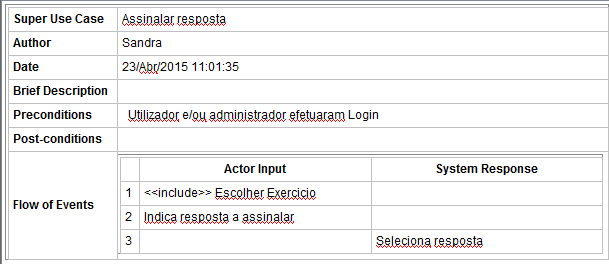 Super Use Case Assinalar resposta
Author Sandra
Date 23/Abr/2015 11:01:35
Brief Description
Preconditions Utilizador e/ou administrador efetuaram Login
Post-conditions
Flow of Events
Actor Input System Response
1 <<include>> Escolher Exercicio
2 Indica resposta a assinalar
3 Seleciona resposta